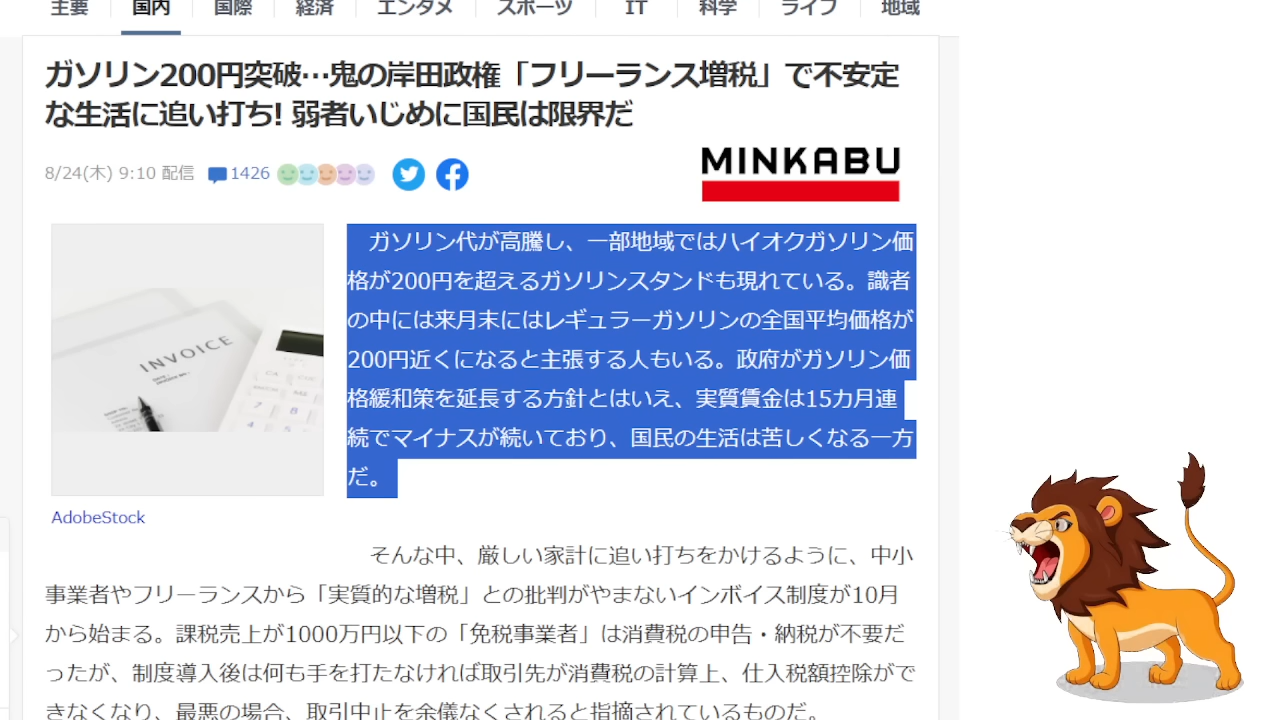 主要 国内 国際 経済 エンタメ スポーツ IT 科学 ライフ 地域
ガソリン200円突破…鬼の岸田政権「フリーランス増税」で不安定
な生活に追い打ち! 弱者いじめに国民は限界だ
8/24(木) 9:10 配信 1426
MINKABU
INVOICE
ガソリン代が高騰し、一部地域ではハイオクガソリン価
格が200円を超えるガソリンスタンドも現れている。識者
の中には来月末にはレギュラーガソリンの全国平均価格が
200円近くになると主張する人もいる。政府がガソリン価
格緩和策を延長する方針とはいえ、実質賃金は15カ月連
続でマイナスが続いており、国民の生活は苦しくなる一方
だ。
AdobeStock
そんな中、厳しい家計に追い打ちをかけるように、中小
事業者やフリーランスから「実質的な増税」との批判がやまないインボイス制度が10月
から始まる。課税売上が1000万円以下の「免税事業者」は消費税の申告・納税が不要だ
ったが、制度導入後は何も手を打たなければ取引先が消費税の計算上、仕入税額控除がで
きなくなり、最悪の場合、取引中止を余儀なくされると指摘されているものだ。